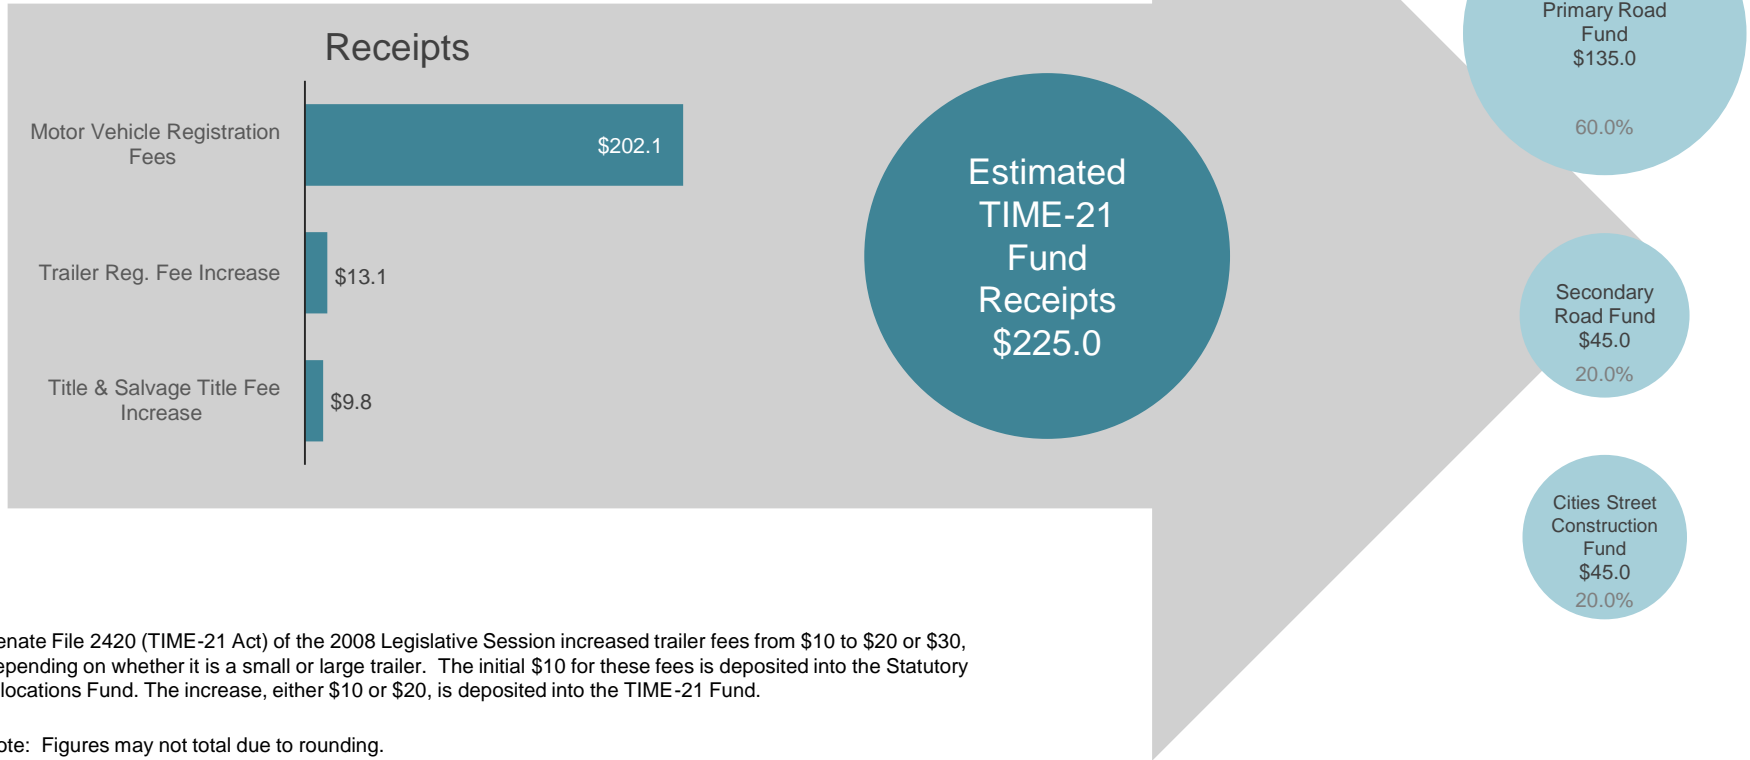 Receipts
Motor Vehicle Registration
Fees
$202.1
Trailer Reg. Fee Increase
$13.1
Title & Salvage Title Fee
Increase
$9.8
Estimated
TIME-21
Fund
Receipts
$225.0
Primary Road
Fund
$135.0
60.0%
Secondary
Road Fund
$45.0
20.0%
Cities Street
Construction
Fund
$45.0
20.0%
enate File 2420 (TIME-21 Act) of the 2008 Legislative Session increased trailer fees from $10 to $20 or $30,
epending on whether it is a small or large trailer. The initial $10 for these fees is deposited into the Statutory
locations Fund. The increase, either $10 or $20, is deposited into the TIME-21 Fund.
ote: Figures may not total due to rounding.